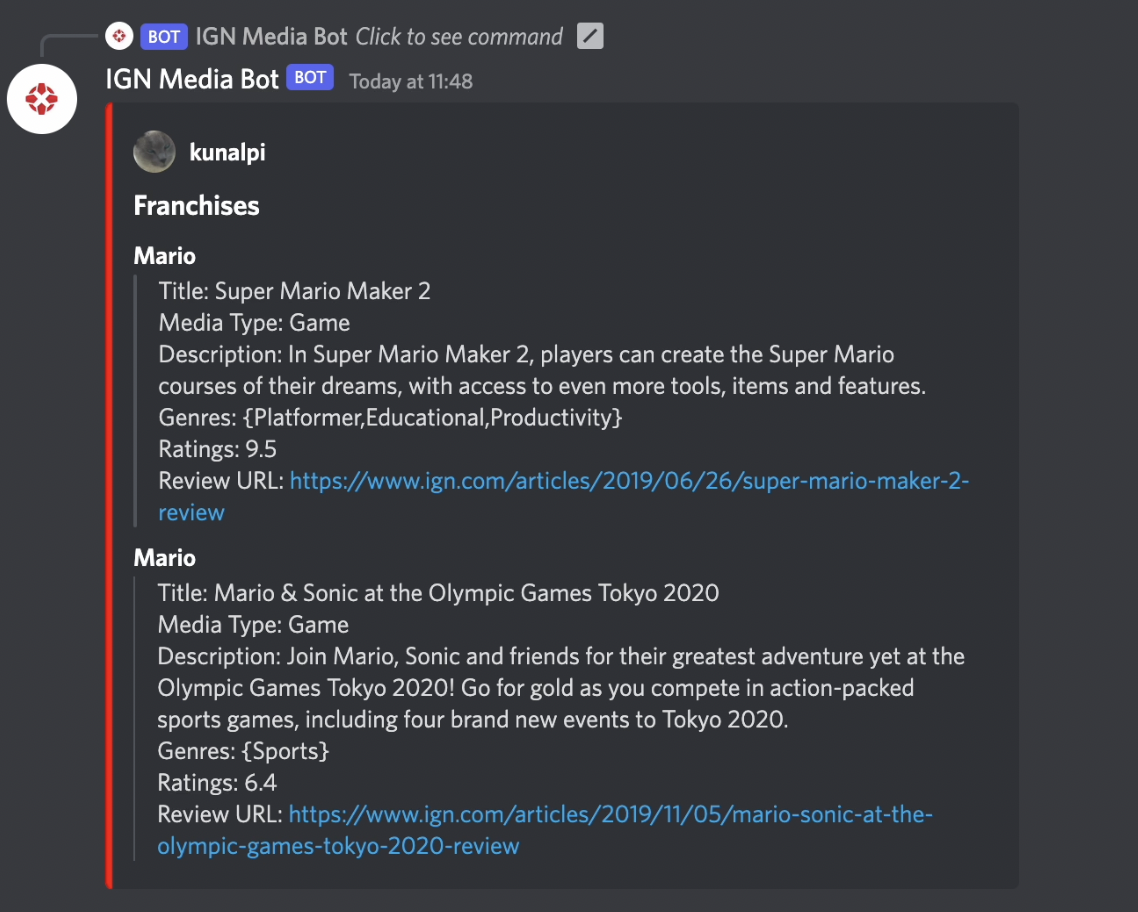 BOT IGN Media Bot Click to see command
IGN Media Bot BOT Today at 11:48
kunalpi
Franchises
Mario
Title: Super Mario Maker 2
Media Type: Game
Description: In Super Mario Maker 2, players can create the Super Mario
courses of their dreams, with access to even more tools, items and features.
Genres: {Platformer,Educational,Productivity}
Ratings: 9.5
Review URL: https://www.ign.com/articles/2019/06/26/super-mario-maker-2-
review
Mario
Title: Mario & Sonic at the Olympic Games Tokyo 2020
Media Type: Game
Description: Join Mario, Sonic and friends for their greatest adventure yet at the
Olympic Games Tokyo 2020! Go for gold as you compete in action-packed
sports games, including four brand new events to Tokyo 2020.
Genres: {Sports}
Ratings: 6.4
Review URL: https://www.ign.com/articles/2019/11/05/mario-sonic-at-the-
olympic-games-tokyo-2020-review